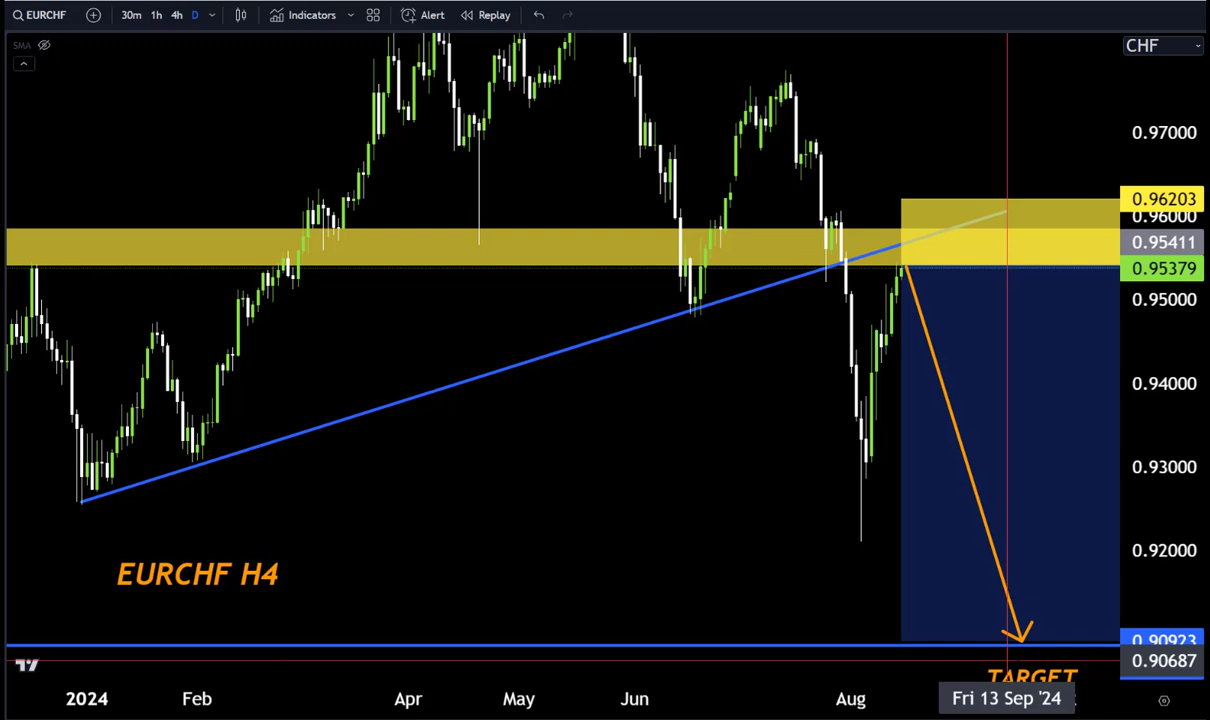 EURCHF 30m 1h 4h D Indicators Alert Replay
SMA
CHF
0.97000
0.96203
0.96000
0.95411
0.95379
0.95000
0.94000
0.93000
0.92000
EURCHF H4
0.90923
0.90687
TARGET
2024 Feb Apr May Jun Aug Fri 13 Sep '24